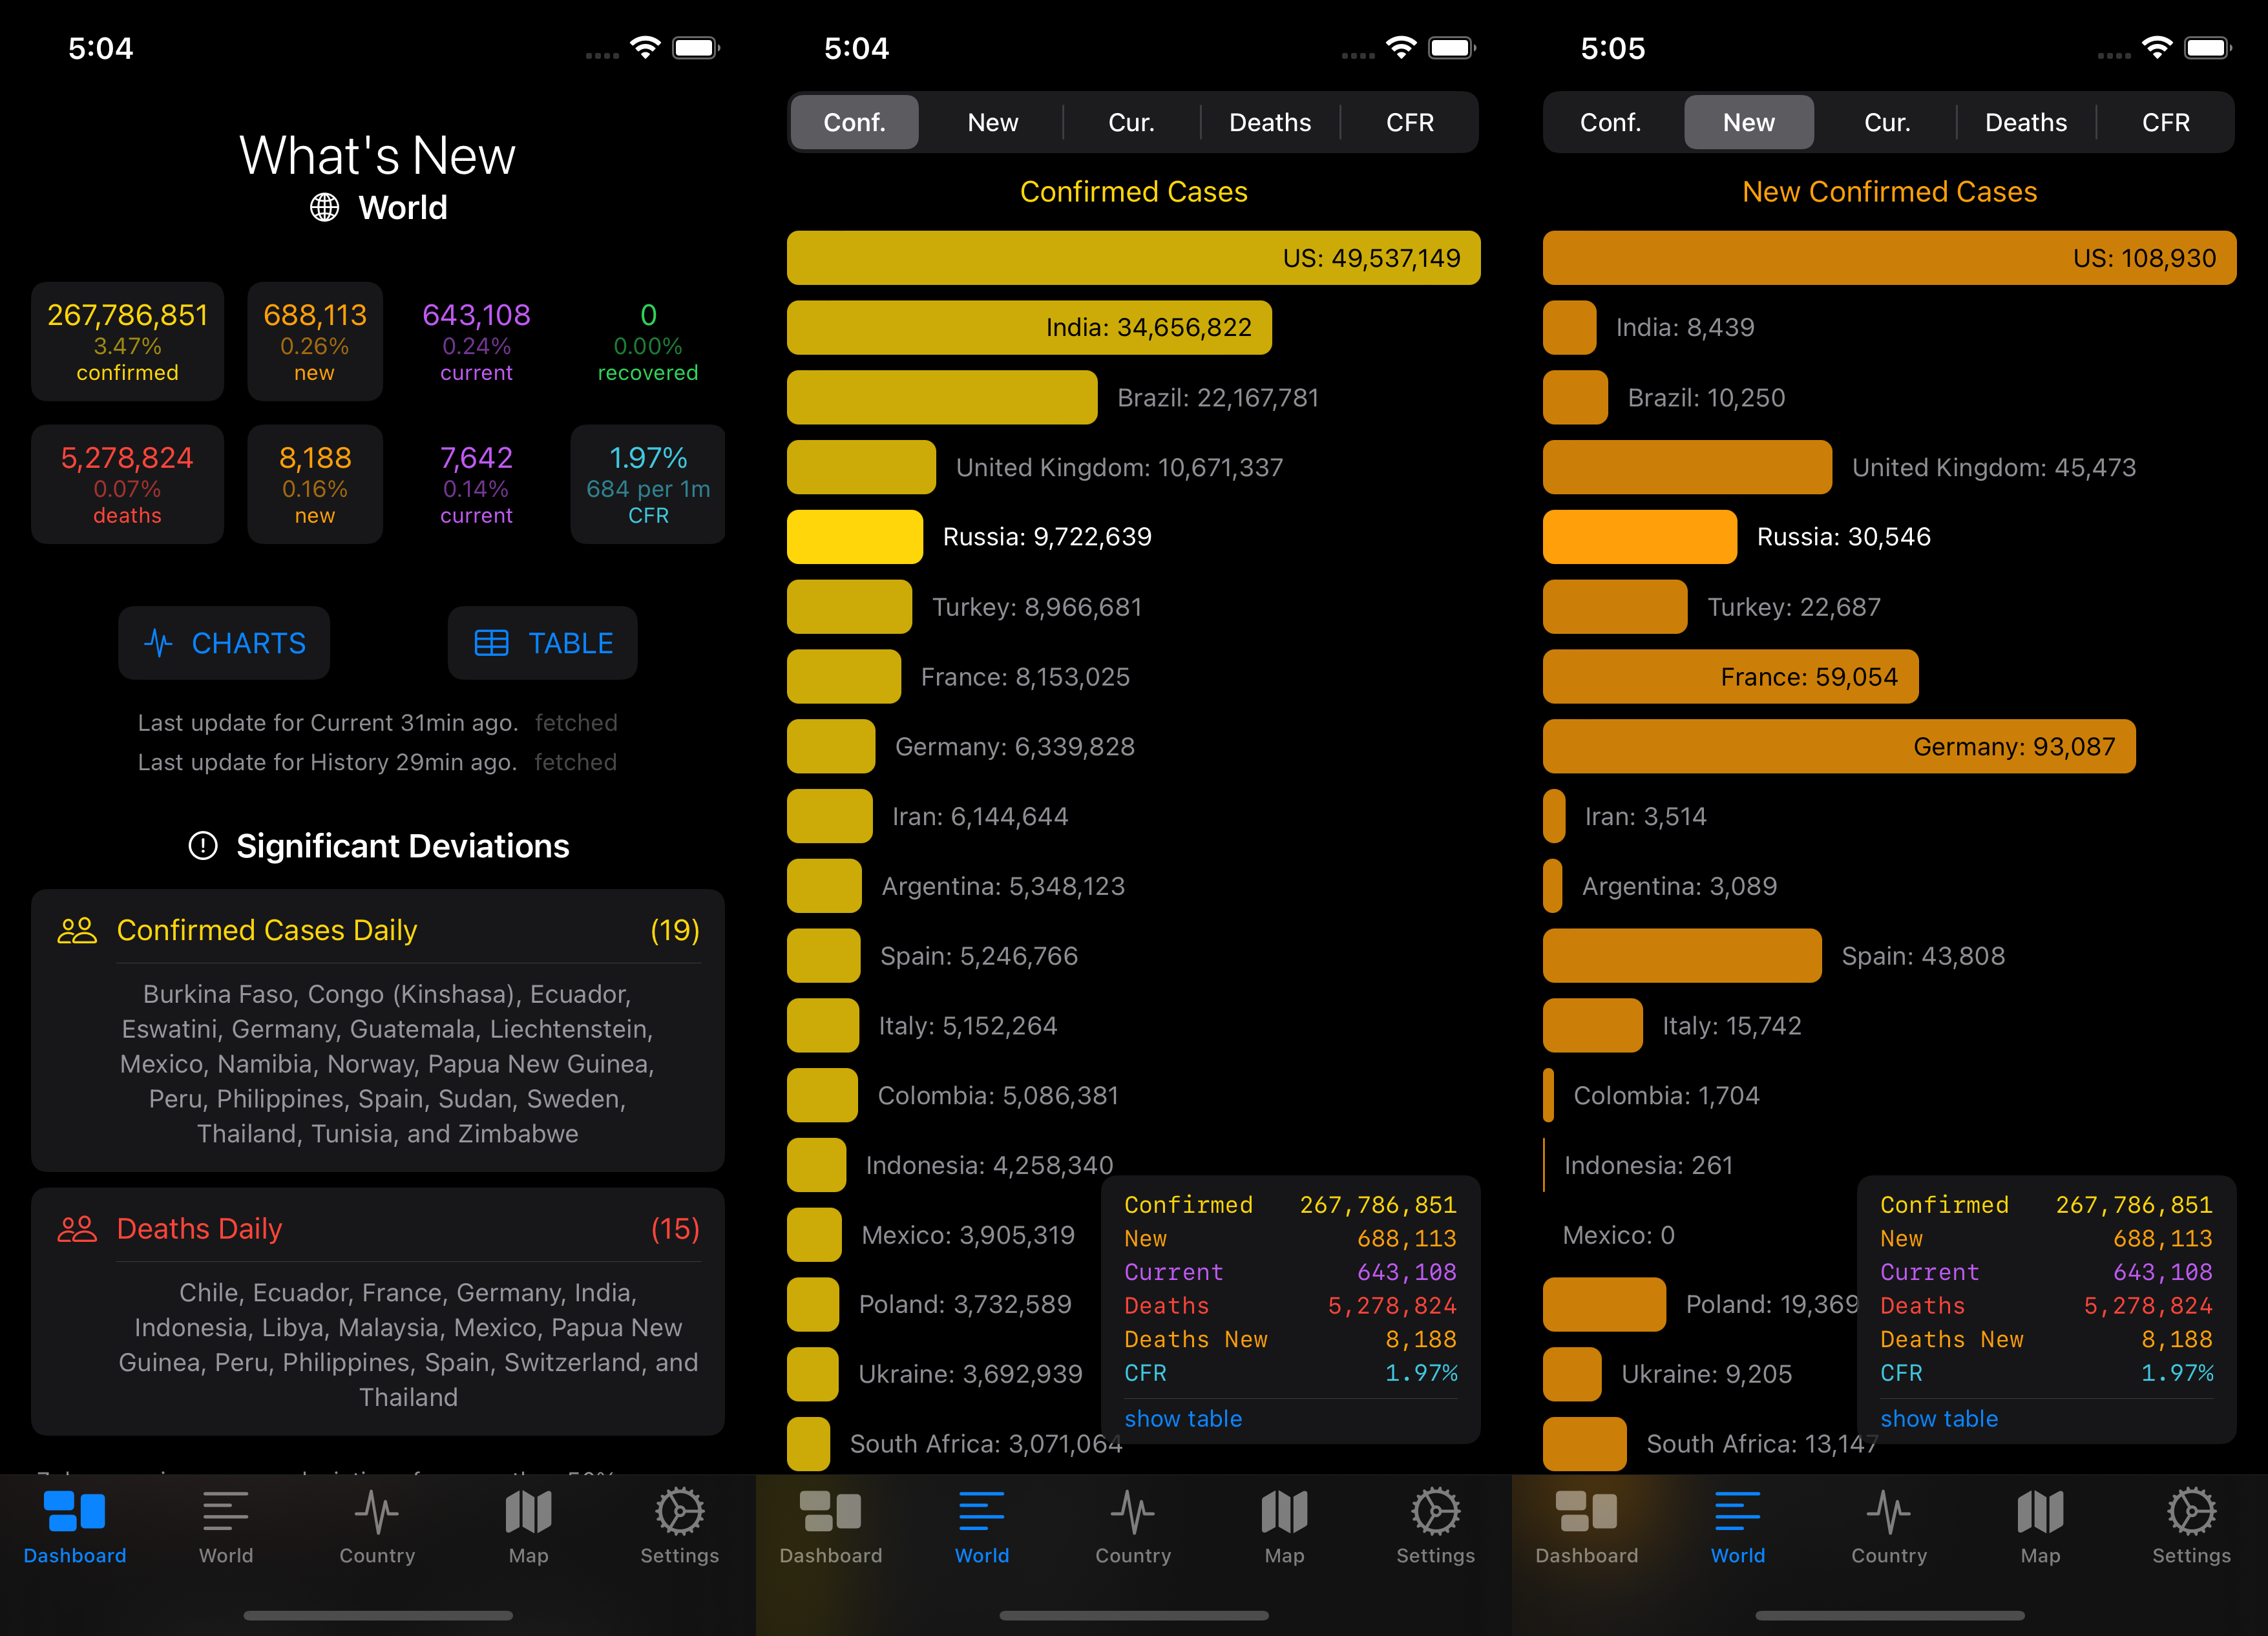 5:04
What's New
World
267,786,851
3.47%
confirmed
688,113
0.26%
new
643,108
0.24%
current
0
0.00%
recovered
5,278,824
0.07%
deaths
8,188
0.16%
new
7,642
0.14%
current
1.97%
684 per 1m
CFR
CHARTS
TABLE
Last update for Current 31min ago. fetched
Last update for History 29min ago. fetched
Significant Deviations
Confirmed Cases Daily (19)
Burkina Faso, Congo (Kinshasa), Ecuador,
Eswatini, Germany, Guatemala, Liechtenstein,
Mexico, Namibia, Norway, Papua New Guinea,
Peru, Philippines, Spain, Sudan, Sweden,
Thailand, Tunisia, and Zimbabwe
Deaths Daily (15)
Chile, Ecuador, France, Germany, India,
Indonesia, Libya, Malaysia, Mexico, Papua New
Guinea, Peru, Philippines, Spain, Switzerland, and
Thailand
Dashboard World Country Map Settings
5:04
Conf. New Cur. Deaths CFR
Confirmed Cases
US: 49,537,149
India: 34,656,822
Brazil: 22,167,781
United Kingdom: 10,671,337
Russia: 9,722,639
Turkey: 8,966,681
France: 8,153,025
Germany: 6,339,828
Iran: 6,144,644
Argentina: 5,348,123
Spain: 5,246,766
Italy: 5,152,264
Colombia: 5,086,381
Indonesia: 4,258,340
Mexico: 3,905,319
Poland: 3,732,589
Ukraine: 3,692,939
South Africa: 3,071,064
Confirmed 267,786,851
New 688,113
Current 643,108
Deaths 5,278,824
Deaths New 8,188
CFR 1.97%
show table
Dashboard World Country Map Settings
5:05
Conf. New Cur. Deaths CFR
New Confirmed Cases
US: 108,930
India: 8,439
Brazil: 10,250
United Kingdom: 45,473
Russia: 30,546
Turkey: 22,687
France: 59,054
Germany: 93,087
Iran: 3,514
Argentina: 3,089
Spain: 43,808
Italy: 15,742
Colombia: 1,704
Indonesia: 261
Mexico: 0
Poland: 19,369
Ukraine: 9,205
South Africa: 13,147
Confirmed 267,786,851
New 688,113
Current 643,108
Deaths 5,278,824
Deaths New 8,188
CFR 1.97%
show table
Dashboard World Country Map Settings